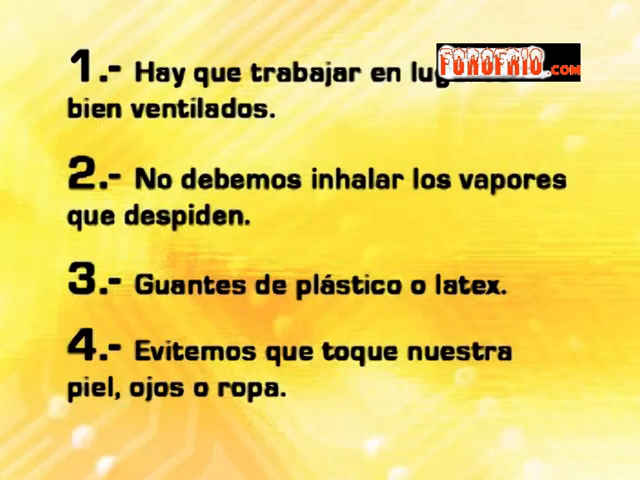 1.- Hay que trabajar en
FOROFRIO.COM
bien ventilados.
2.- No debemos inhalar los vapores
que despiden.
3.- Guantes de plástico o latex.
4.- Evitemos que toque nuestra
piel, ojos o ropa.